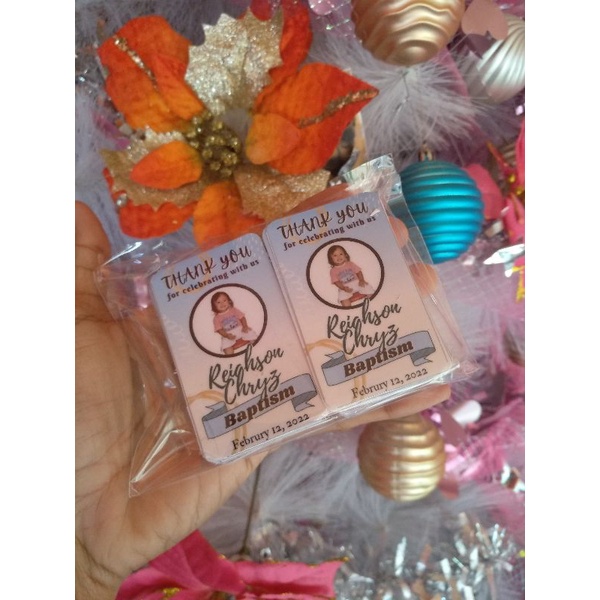 THANK YOU
for celebrating with us
Reighson
Chryz
Baptism
Februry 12, 2022
THANK YOU
for celebrating with us
Reighson
Chryz
Baptism
Februry 12, 2022